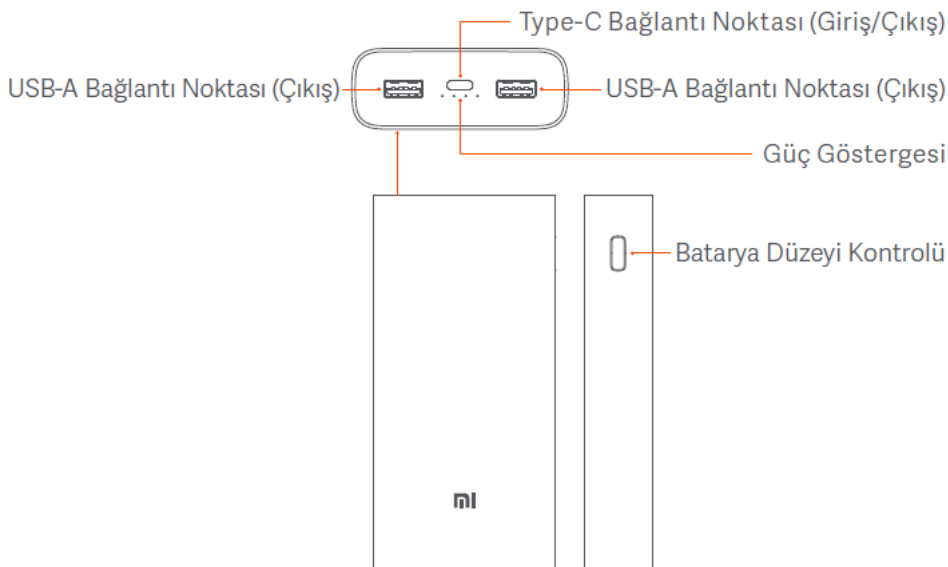 Type-C Bağlantı Noktası (Giriş/Çıkış)
USB-A Bağlantı Noktası (Çıkış)
USB-A Bağlantı Noktası (Çıkış)
Güç Göstergesi
Batarya Düzeyi Kontrolü
mi